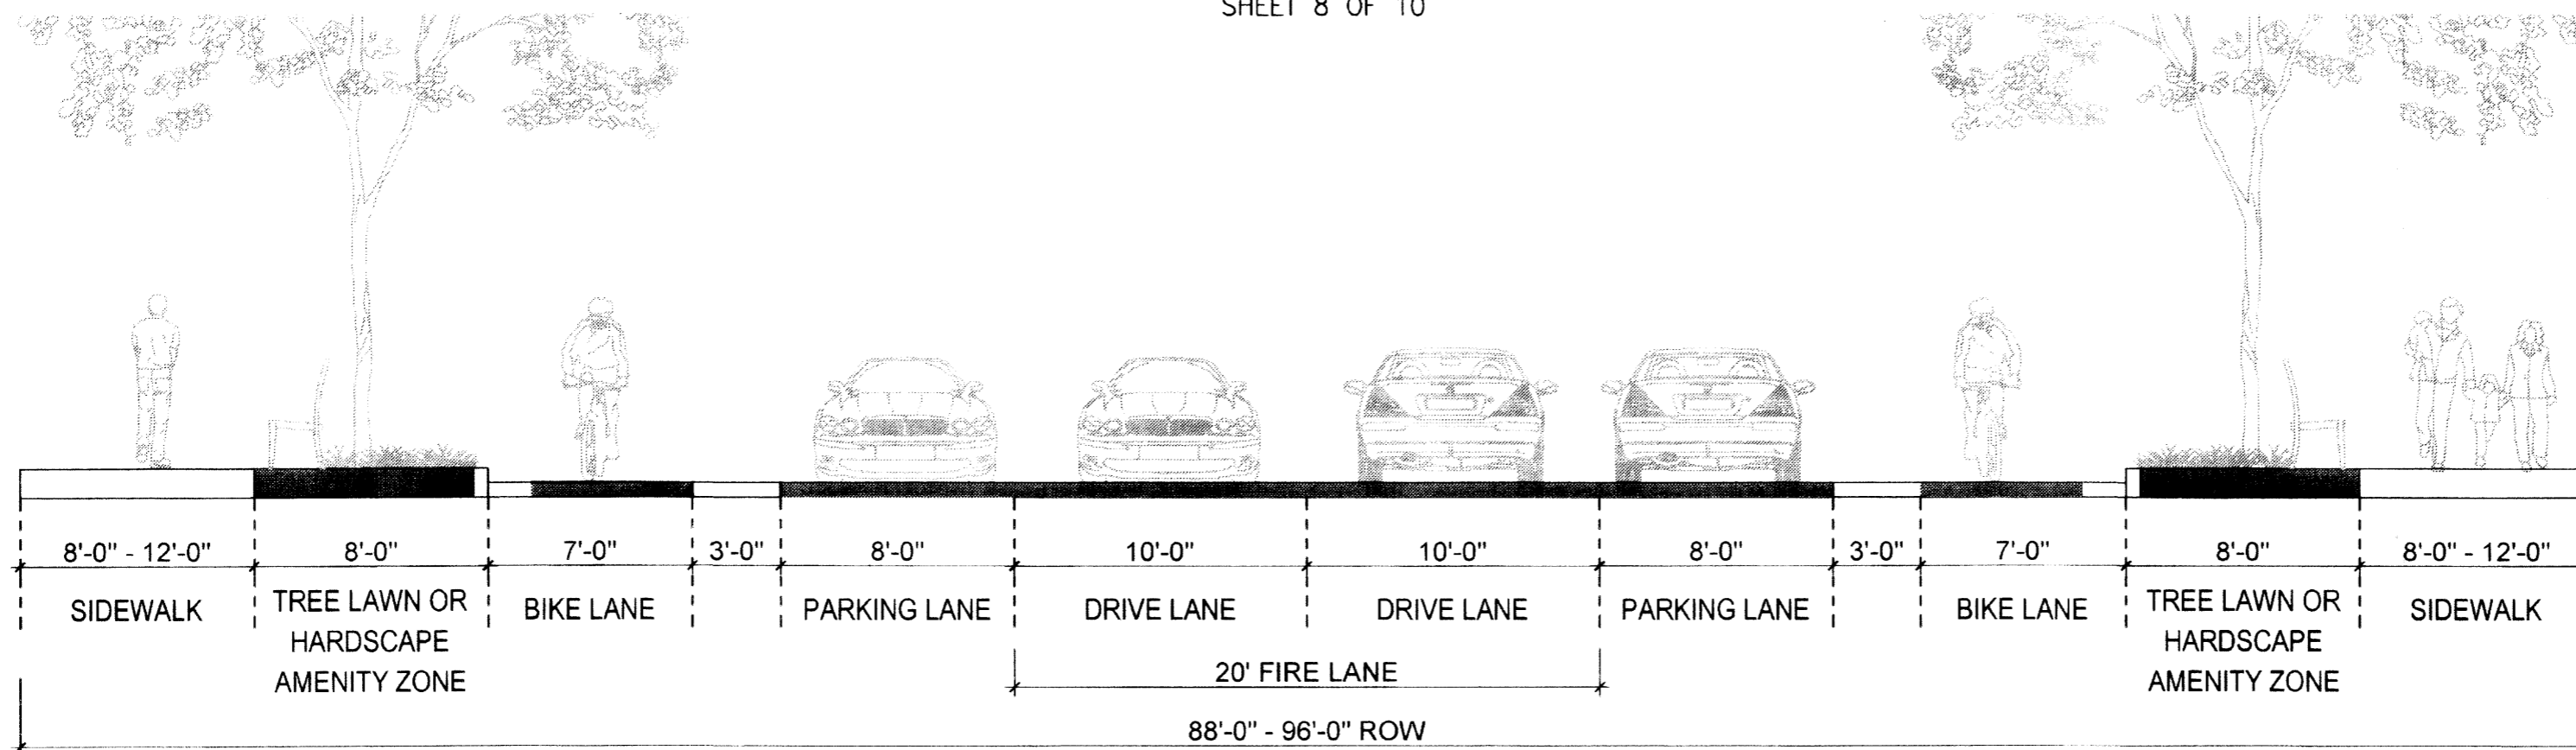 SHEET 8 OF 10
8'-0" - 12'-0" 8'-0" 7'-0" 3'-0" 8'-0" 10'-0" 10'-0" 8'-0" 3'-0" 7'-0" 8'-0" 8'-0" - 12'-0"
SIDEWALK TREE LAWN OR BIKE LANE PARKING LANE DRIVE LANE DRIVE LANE PARKING LANE BIKE LANE TREE LAWN OR SIDEWALK
HARDSCAPE HARDSCAPE
AMENITY ZONE 20' FIRE LANE AMENITY ZONE
88'-0" - 96'-0" ROW